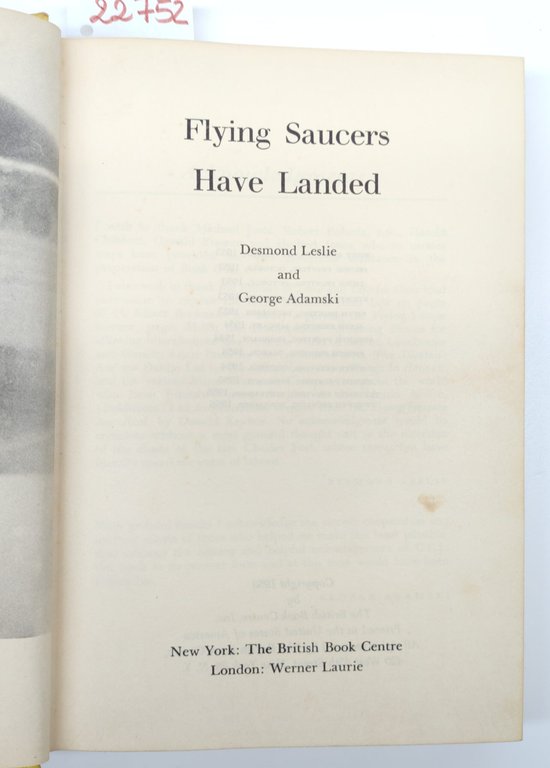 22752
Flying Saucers
Have Landed
Desmond Leslie
and
George Adamski
New York: The British Book Centre
London: Werner Laurie